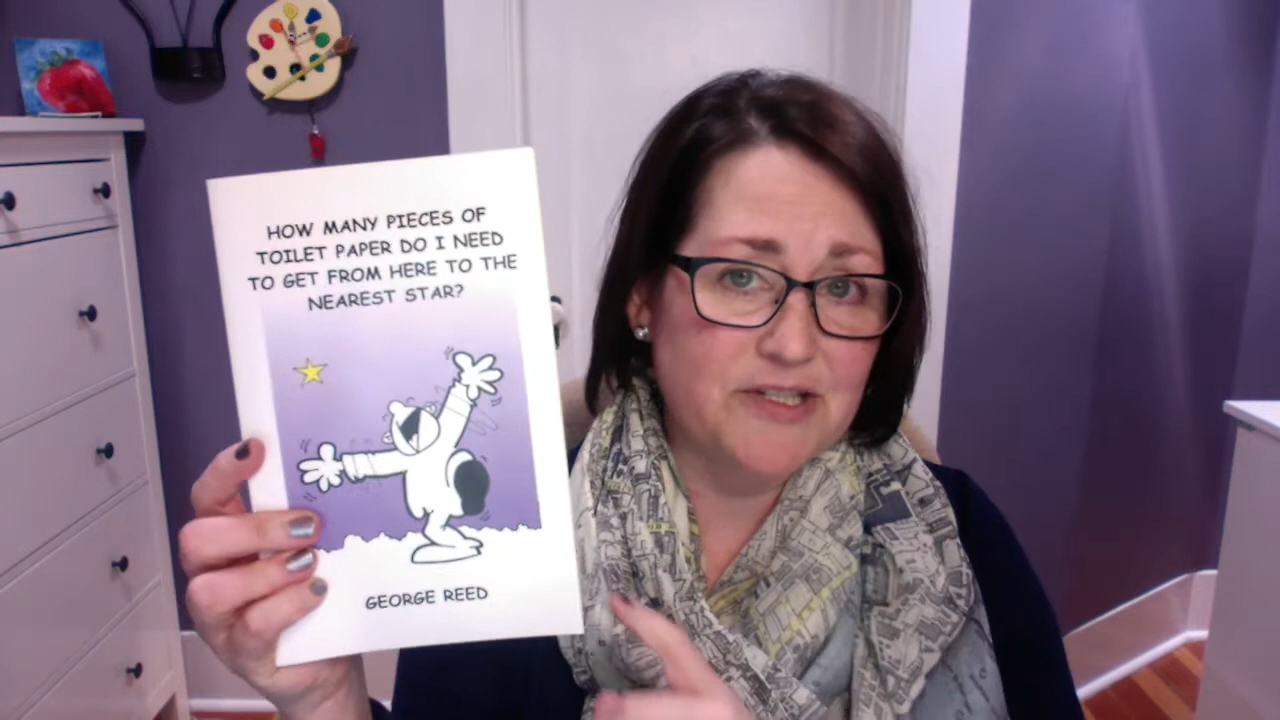 HOW MANY PIECES OF
TOILET PAPER DO I NEED
TO GET FROM HERE TO THE
NEAREST STAR?
GEORGE REED